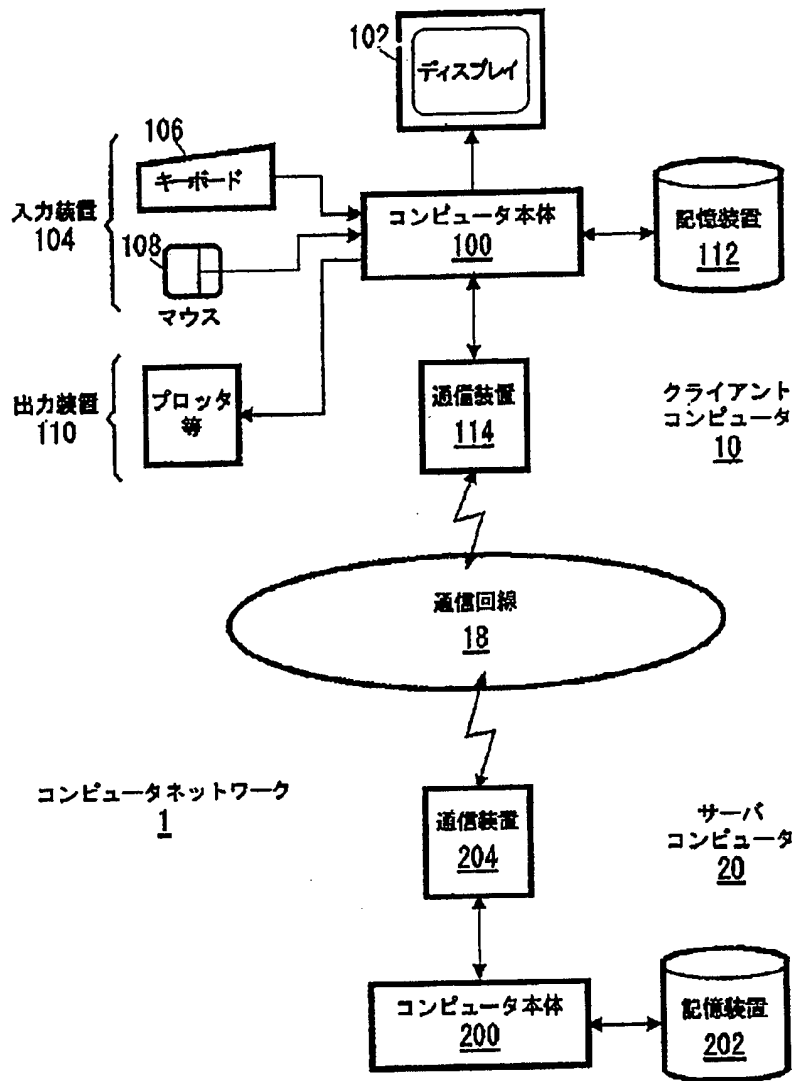 102
ディスプレイ
106
キーボード
入力装置
104
108
マウス
コンピュータ本体
100
記憶装置
112
出力装置
110
プロッタ
等
通信装置
114
クライアント
コンピュータ
10
通信回線
18
コンピュータネットワーク
1
通信装置
204
サーバ
コンピュータ
20
コンピュータ本体
200
記憶装置
202